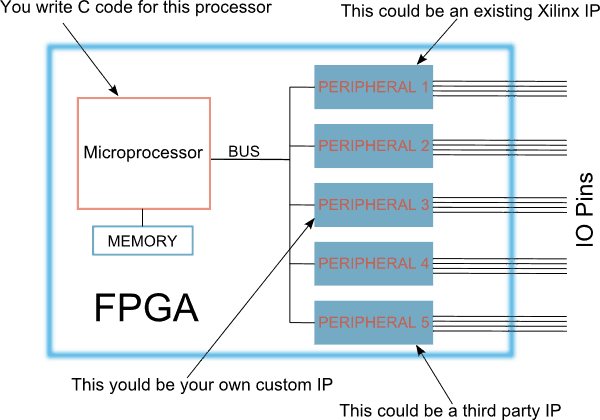 You write C code for this processor
This could be an existing Xilinx IP
PERIPHERAL 1
Microprocessor
BUS
PERIPHERAL 2
PERIPHERAL 3
MEMORY
IO Pins
PERIPHERAL 4
FPGA
PERIPHERAL 5
This yould be your own custom IP
This could be a third party IP